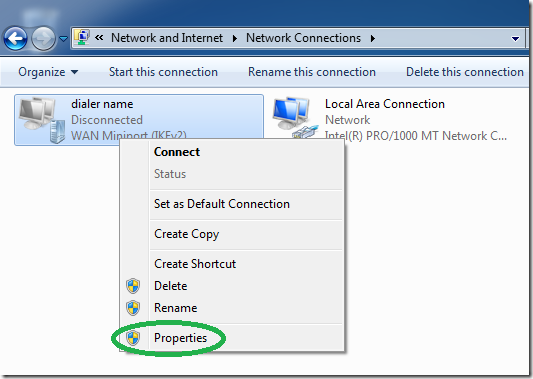 Network and Internet Network Connections
Organize Start this connection Rename this connection Delete this connection
dialer name
Disconnected
WAN Miniport (IKEv2)
Local Area Connection
Network
Intel(R) PRO/1000 MT Network C...
Connect
Status
Set as Default Connection
Create Copy
Create Shortcut
Delete
Rename
Properties